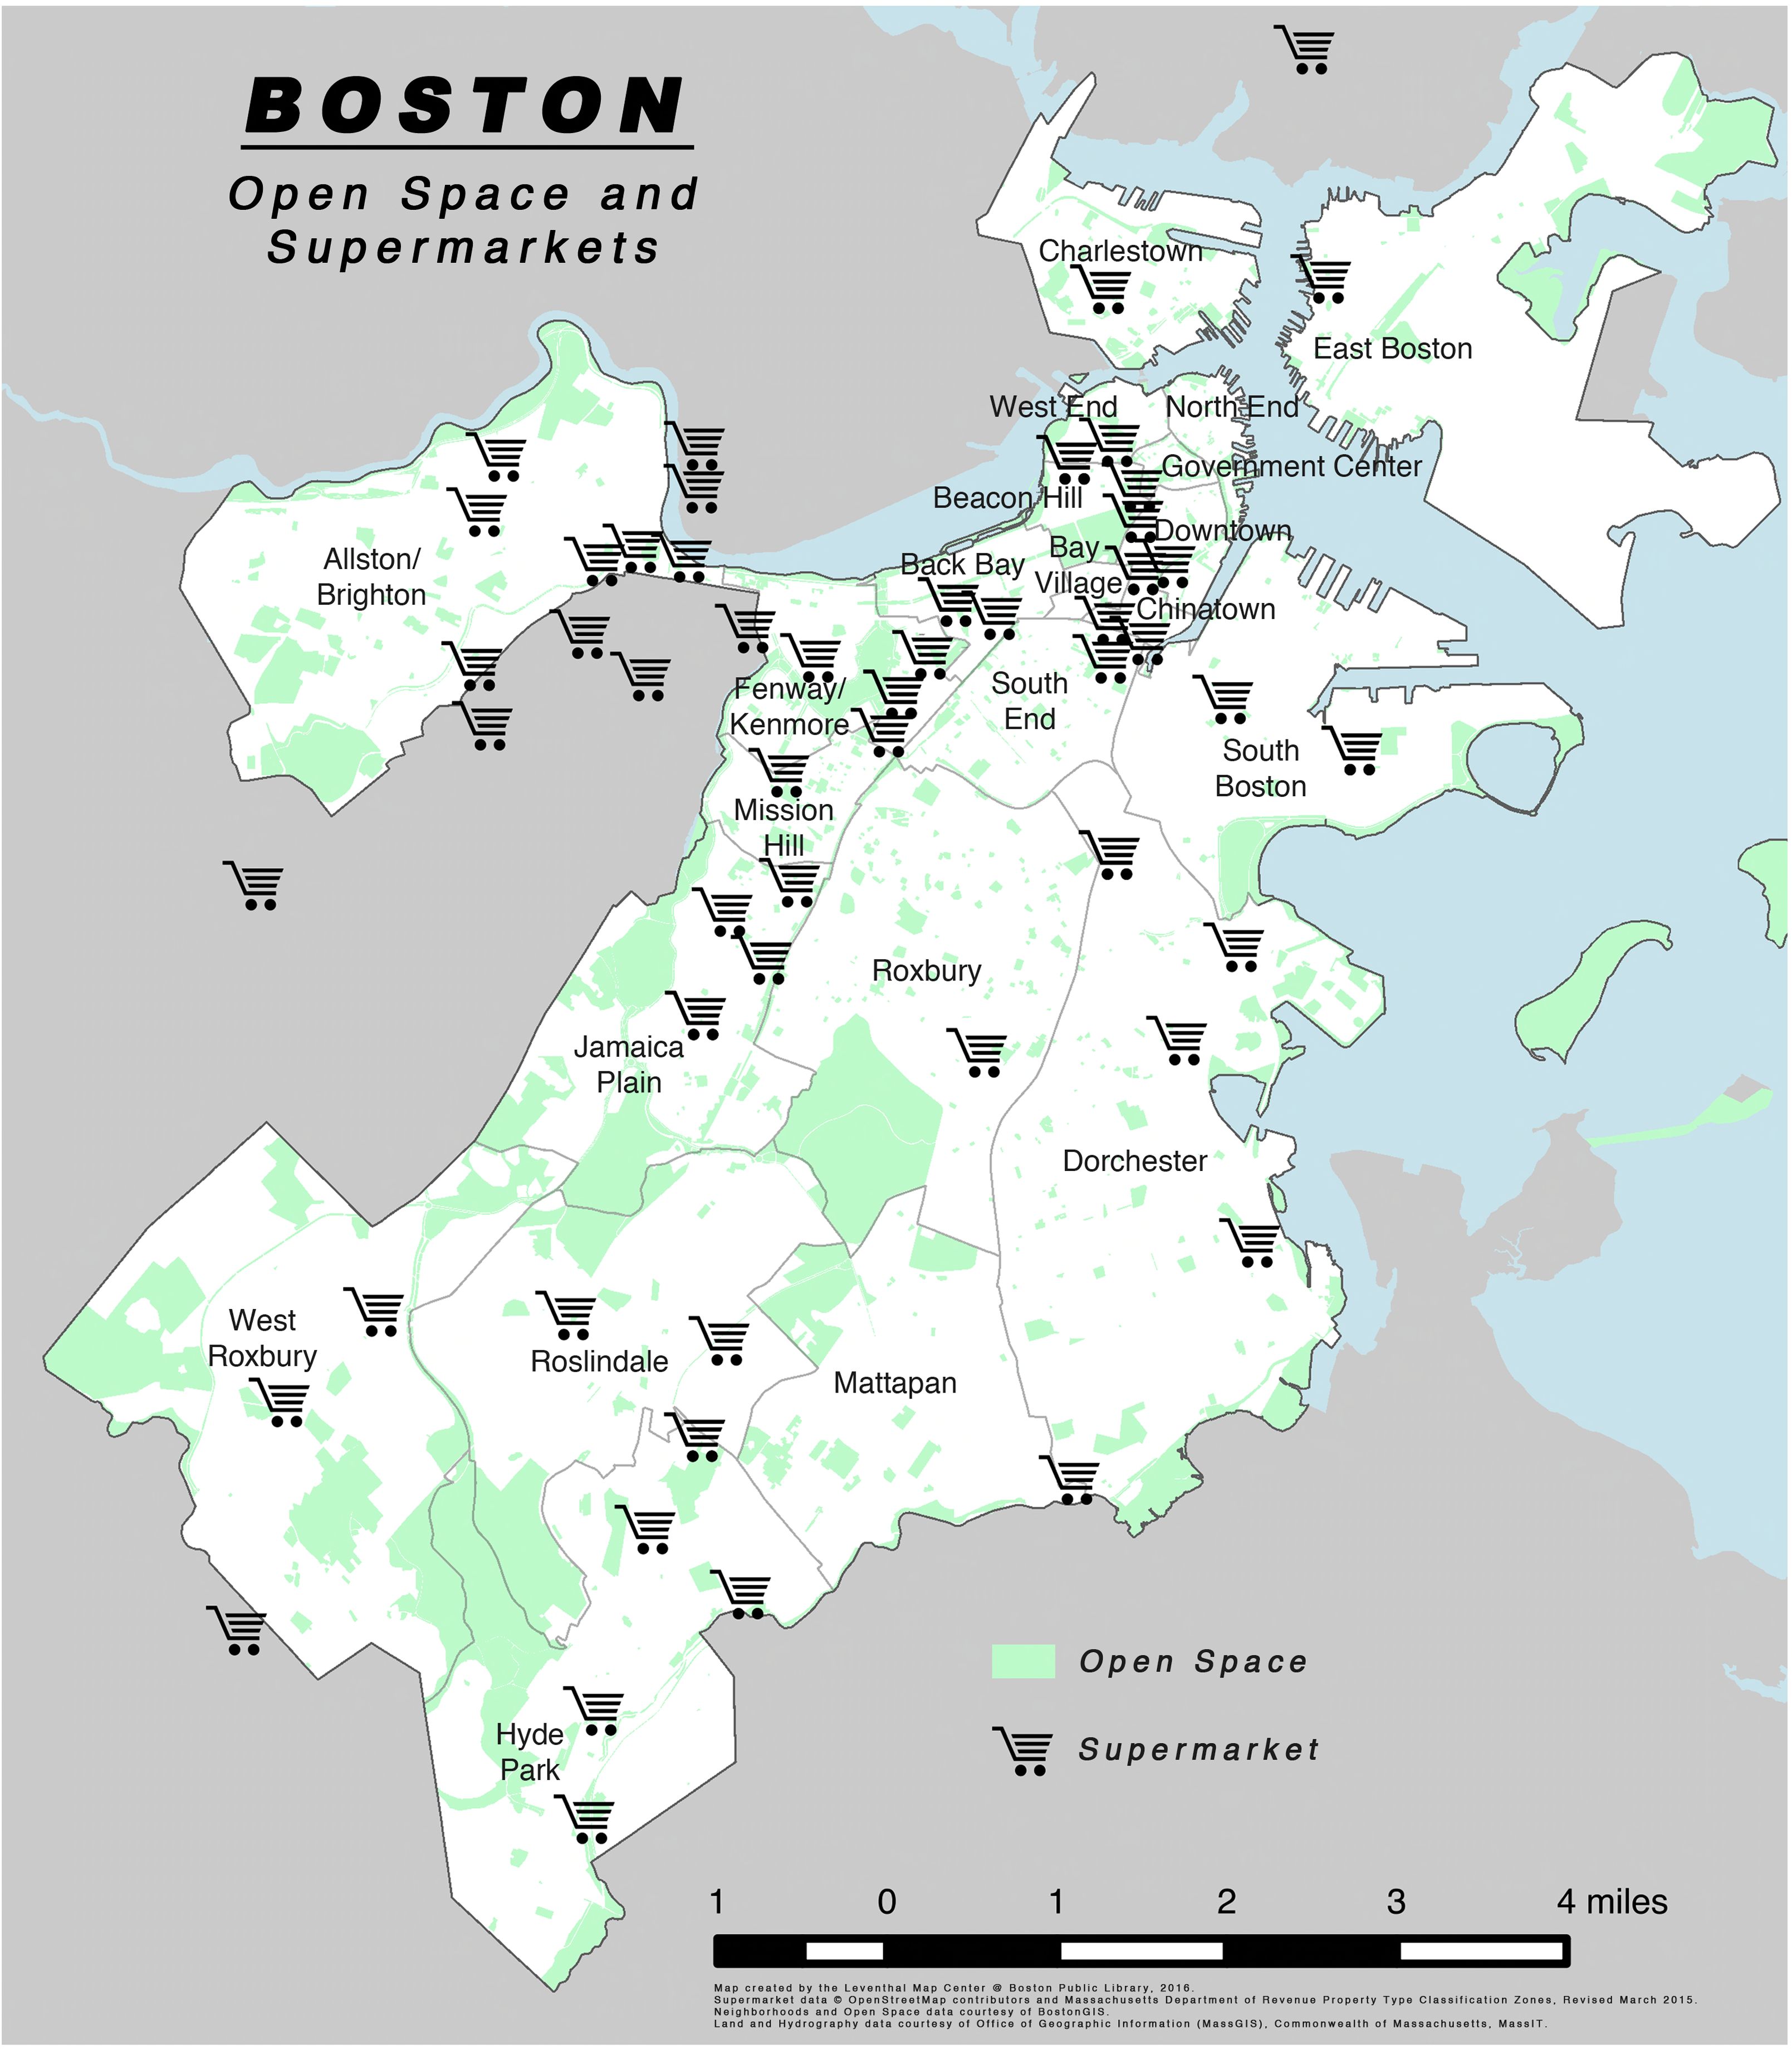 BOSTON
Open Space and
Supermarkets
Charlestown
East Boston
West End
North End
Government Center
Beacon Hill
Downtown
Allston/
Brighton
Back Bay
Bay
Village
Chinatown
Fenway/
Kenmore
South
End
South
Boston
Mission
Hill
Roxbury
Jamaica
Plain
Dorchester
West
Roxbury
Roslindale
Mattapan
Open Space
Hyde
Park
Supermarket
1 0 1 2 3 4 miles
Map created by the Leventhal Map Center @ Boston Public Library, 2016.
Supermarket data © OpenStreetMap contributors and Massachusetts Department of Revenue Property Type Classification Zones, Revised March 2015.
Neighborhoods and Open Space data courtesy of BostonGIS.
Land and Hydrography data courtesy of Office of Geographic Information (MassGIS), Commonwealth of Massachusetts, MassIT.